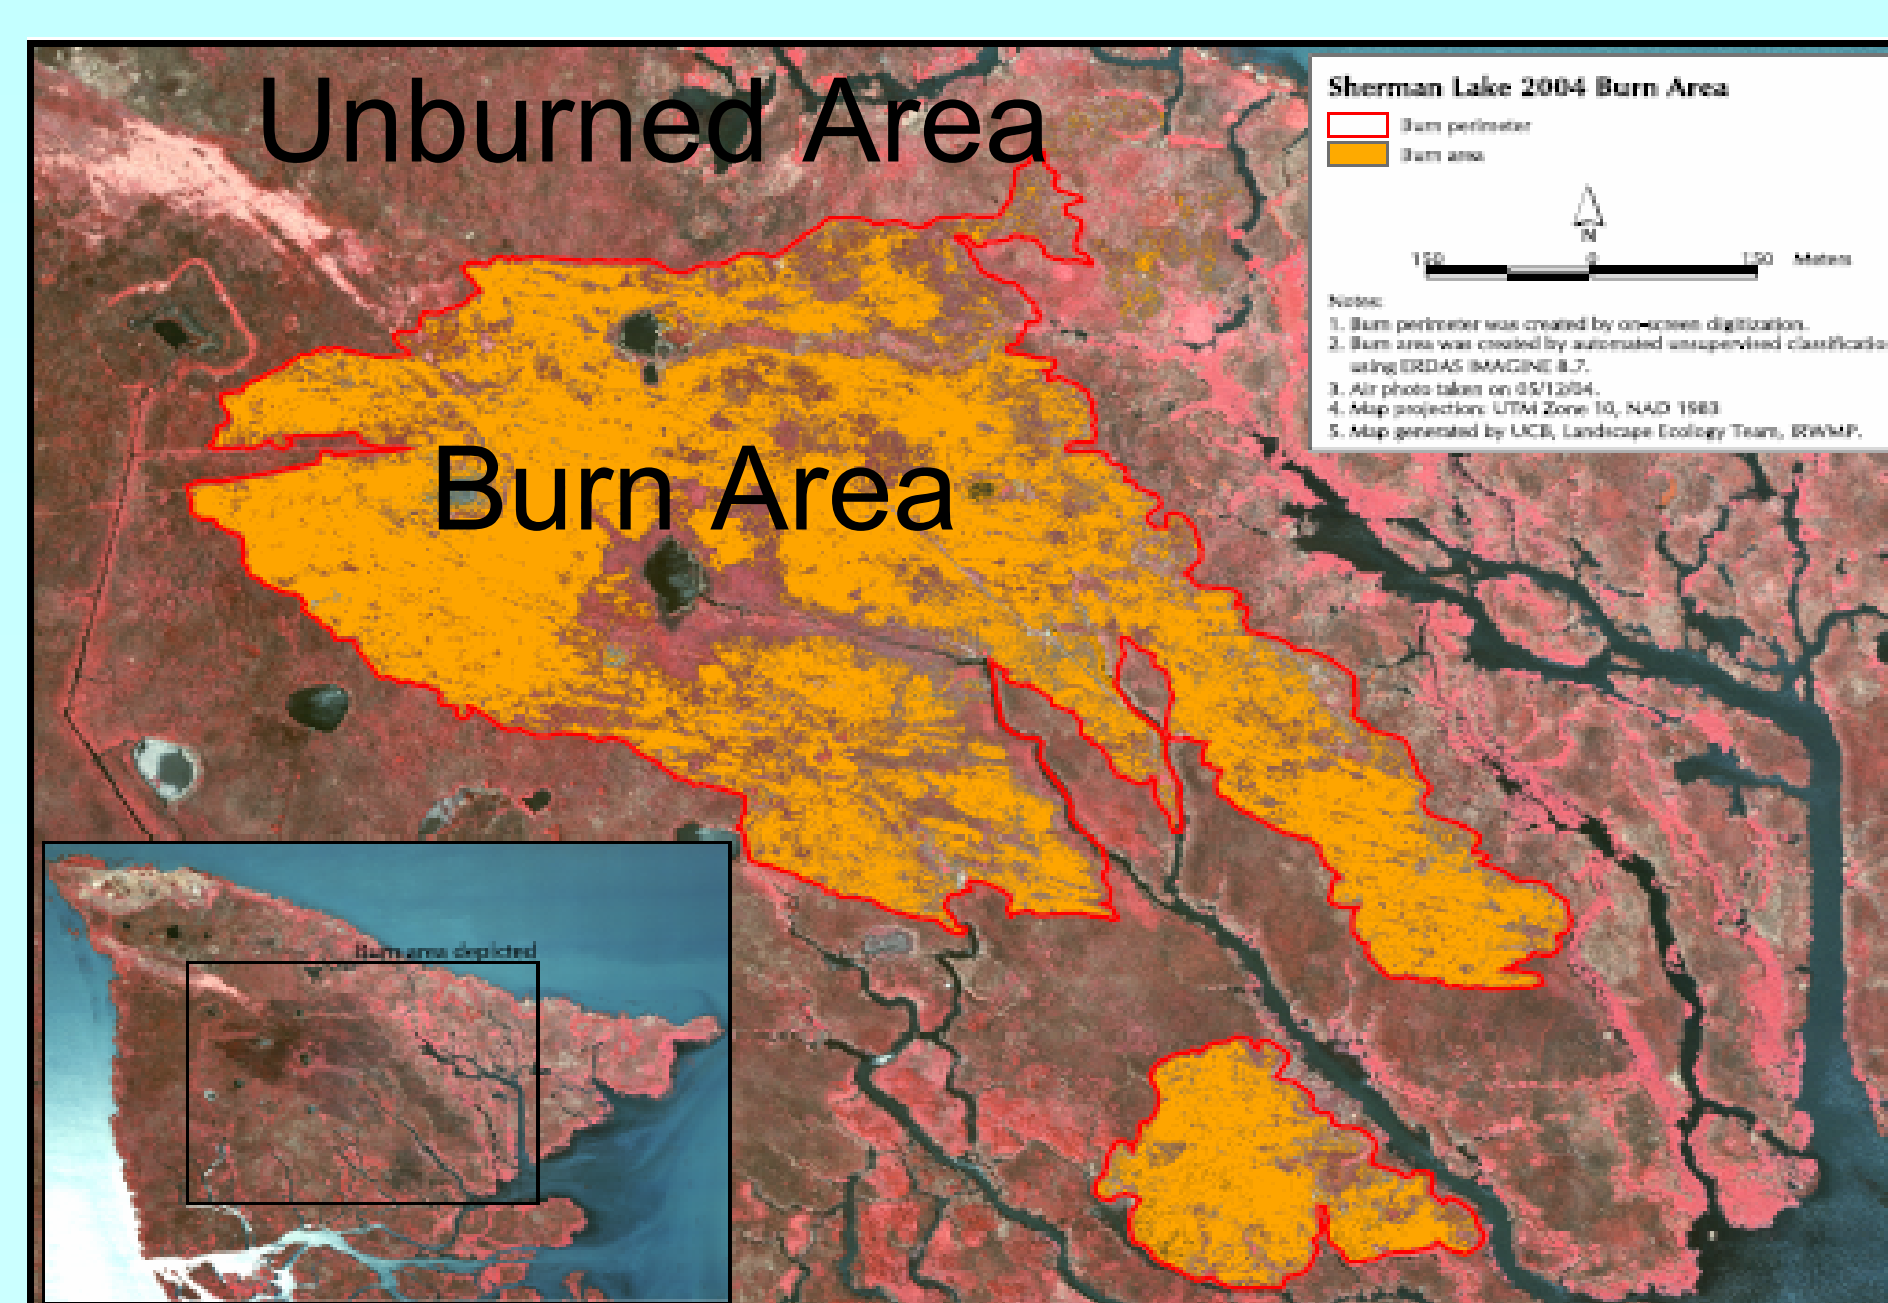 Unburned Area
Burn Area
Sherman Lake 2004 Burn Area
Burn perimeter
Burn area
N
150 0 150 Meters
Notes:
1. Burn perimeter was created by on-screen digitization.
2. Burn area was created by automated unsupervised classificatio
using ERDAS IMAGINE 8.7.
3. Air photo taken on 05/12/04.
4. Map projection: UTM Zone 10, NAD 1983
5. Map generated by UCB, Landscape Ecology Team, IRWMP.
Burn area depicted